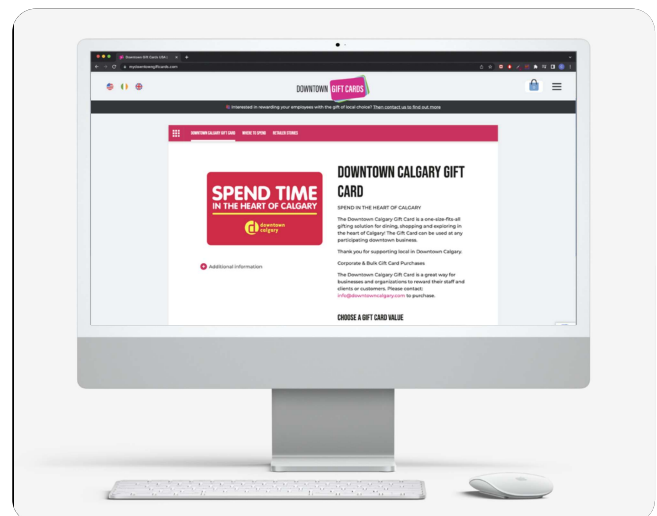 Downtown Gift Cards USA |
mydowntowngiftcards.com
DOWNTOWN GIFT CARDS
Interested in rewarding your employees with the gift of local choice? Then contact us to find out more
DOWNTOWN CALGARY GIFT CARD WHERE TO SPEND RETAILER STORIES
SPEND TIME
IN THE HEART OF CALGARY
downtown
calgary
Additional Information
DOWNTOWN CALGARY GIFT
CARD
SPEND IN THE HEART OF CALGARY
The Downtown Calgary Gift Card is a one-size-fits-all
gifting solution for dining, shopping and exploring in
the heart of Calgary! The Gift Card can be used at any
participating downtown business.
Thank you for supporting local in Downtown Calgary.
Corporate & Bulk Gift Card Purchases
The Downtown Calgary Gift Card is a great way for
businesses and organizations to reward their staff and
clients or customers. Please contact:
info@downtowncalgary.com to purchase.
CHOOSE A GIFT CARD VALUE